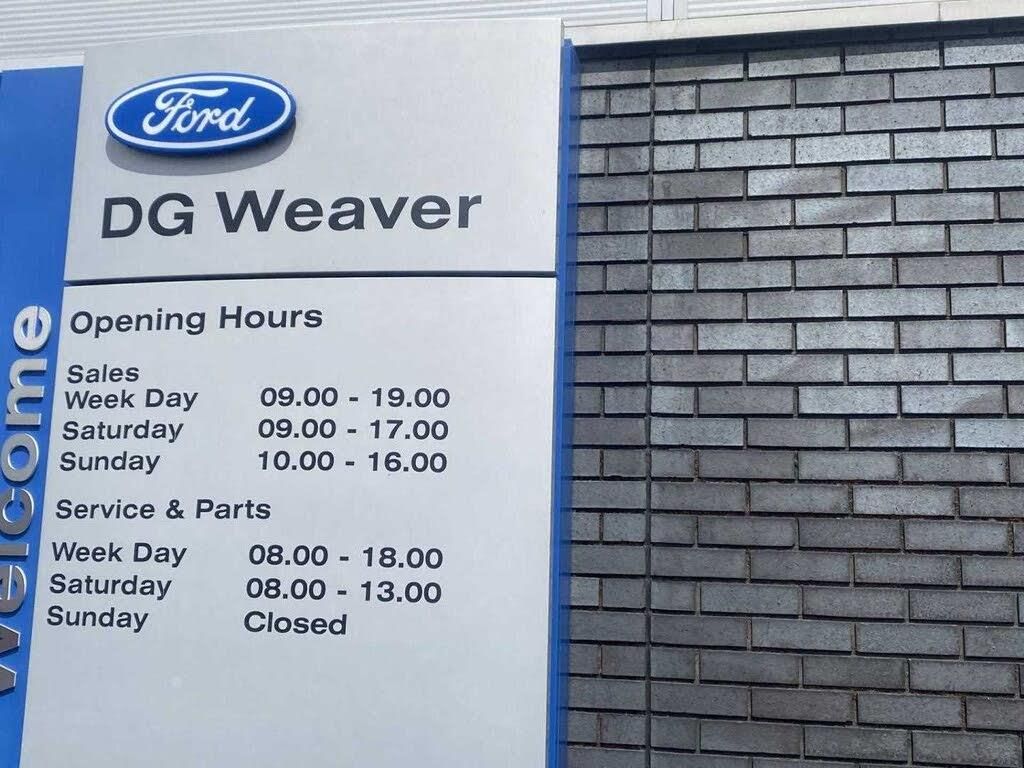 Ford
DG Weaver
Welcome
Opening Hours
Sales
Week Day 09.00 - 19.00
Saturday 09.00 - 17.00
Sunday 10.00 - 16.00
Service & Parts
Week Day 08.00 - 18.00
Saturday 08.00 - 13.00
Sunday Closed